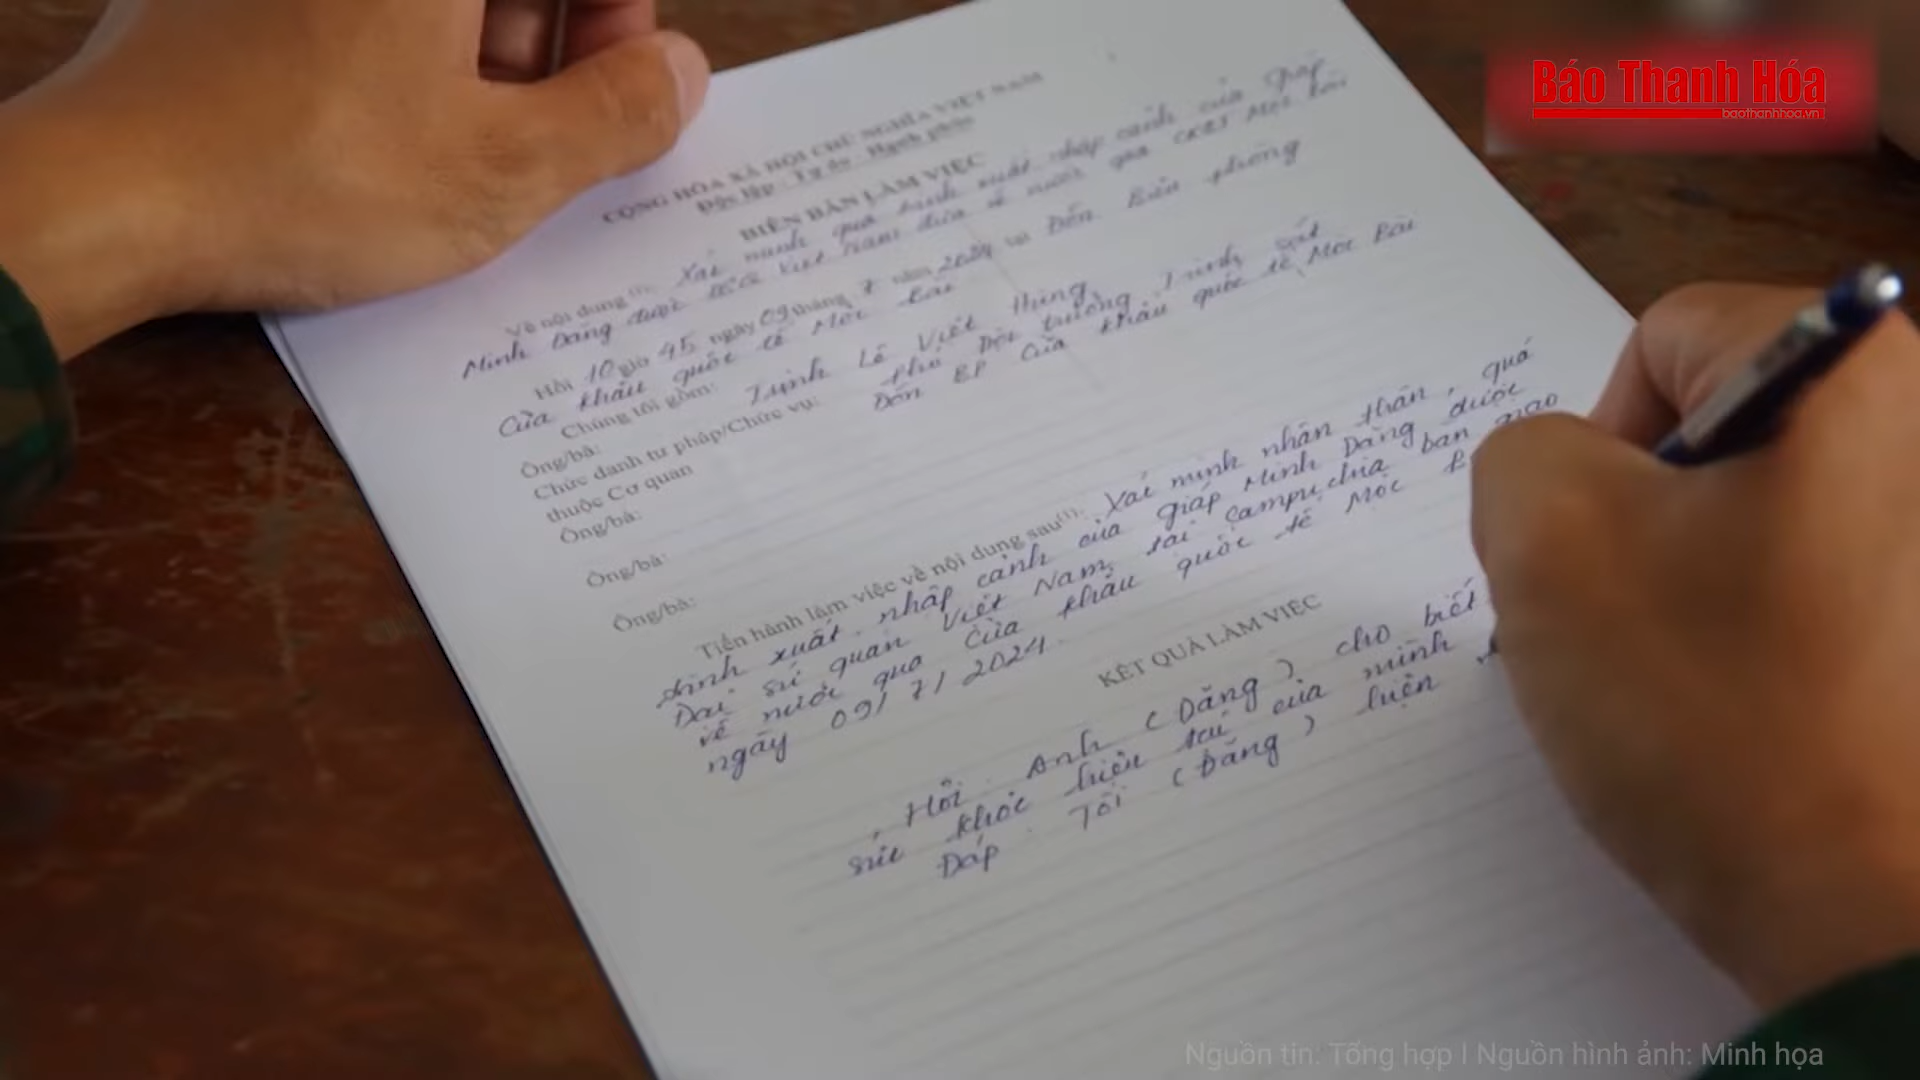 Báo Thanh Hóa
baothanhhoa.vn
CỘNG HÒA XÃ HỘI CHỦ NGHĨA VIỆT NAM
Độc lập - Tự do - Hạnh phúc
BIÊN BẢN LÀM VIỆC
Về nội dung (1): Xác minh quá trình xuất nhập cảnh của Giáp
Minh Đăng được ĐSQ Việt Nam đưa về nước qua CKQT Mộc Bài
Hồi 10 giờ 45 ngày 09 tháng 7 năm 2024 tại Đồn Biên phòng
Cửa khẩu quốc tế Mộc Bài
Chúng tôi gồm:
Ông/bà: Trịnh Lê Việt Hùng
Chức danh tư pháp/Chức vụ: Phó Đội trưởng Trinh sát
thuộc Cơ quan Đồn BP Cửa khẩu quốc tế Mộc Bài
Ông/bà:
Ông/bà:
Ông/bà:
Tiến hành làm việc về nội dung sau(1): Xác minh nhân thân, quá
trình xuất nhập cảnh của Giáp Minh Đăng được
Đại sứ quán Việt Nam tại Campuchia bàn giao
về nước qua cửa khẩu quốc tế Mộc
ngày 09/7/2024.
KẾT QUẢ LÀM VIỆC
Hỏi Anh (Đăng) cho biết
sức khỏe hiện tại của mình
Đáp Tôi (Đăng) hiện
Nguồn tin: Tổng hợp I Nguồn hình ảnh: Minh họa